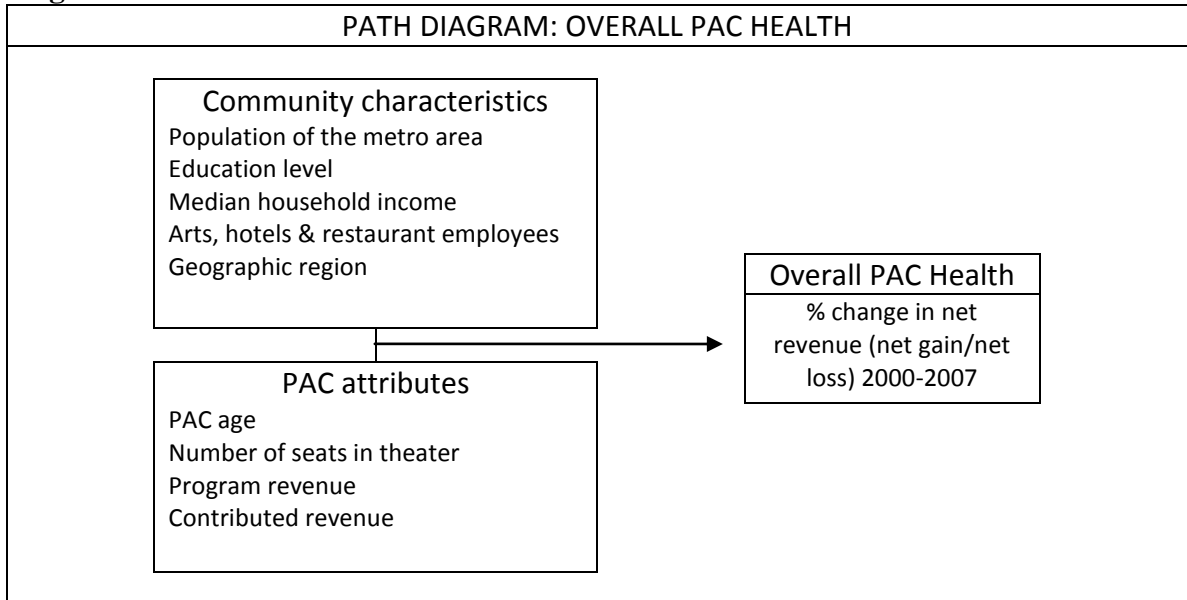 PATH DIAGRAM: OVERALL PAC HEALTH
Community characteristics
Population of the metro area
Education level
Median household income
Arts, hotels & restaurant employees
Geographic region
PAC attributes
PAC age
Number of seats in theater
Program revenue
Contributed revenue
Overall PAC Health
% change in net
revenue (net gain/net
loss) 2000-2007